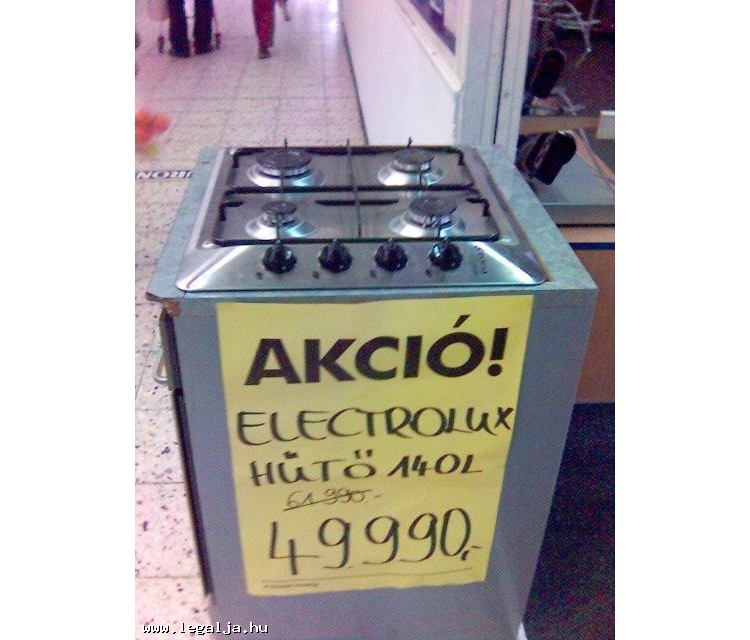 AKCIÓ!
ELECTROLUX
HŰTŐ 140L
61.990.-
49.990,-
www.legalja.hu